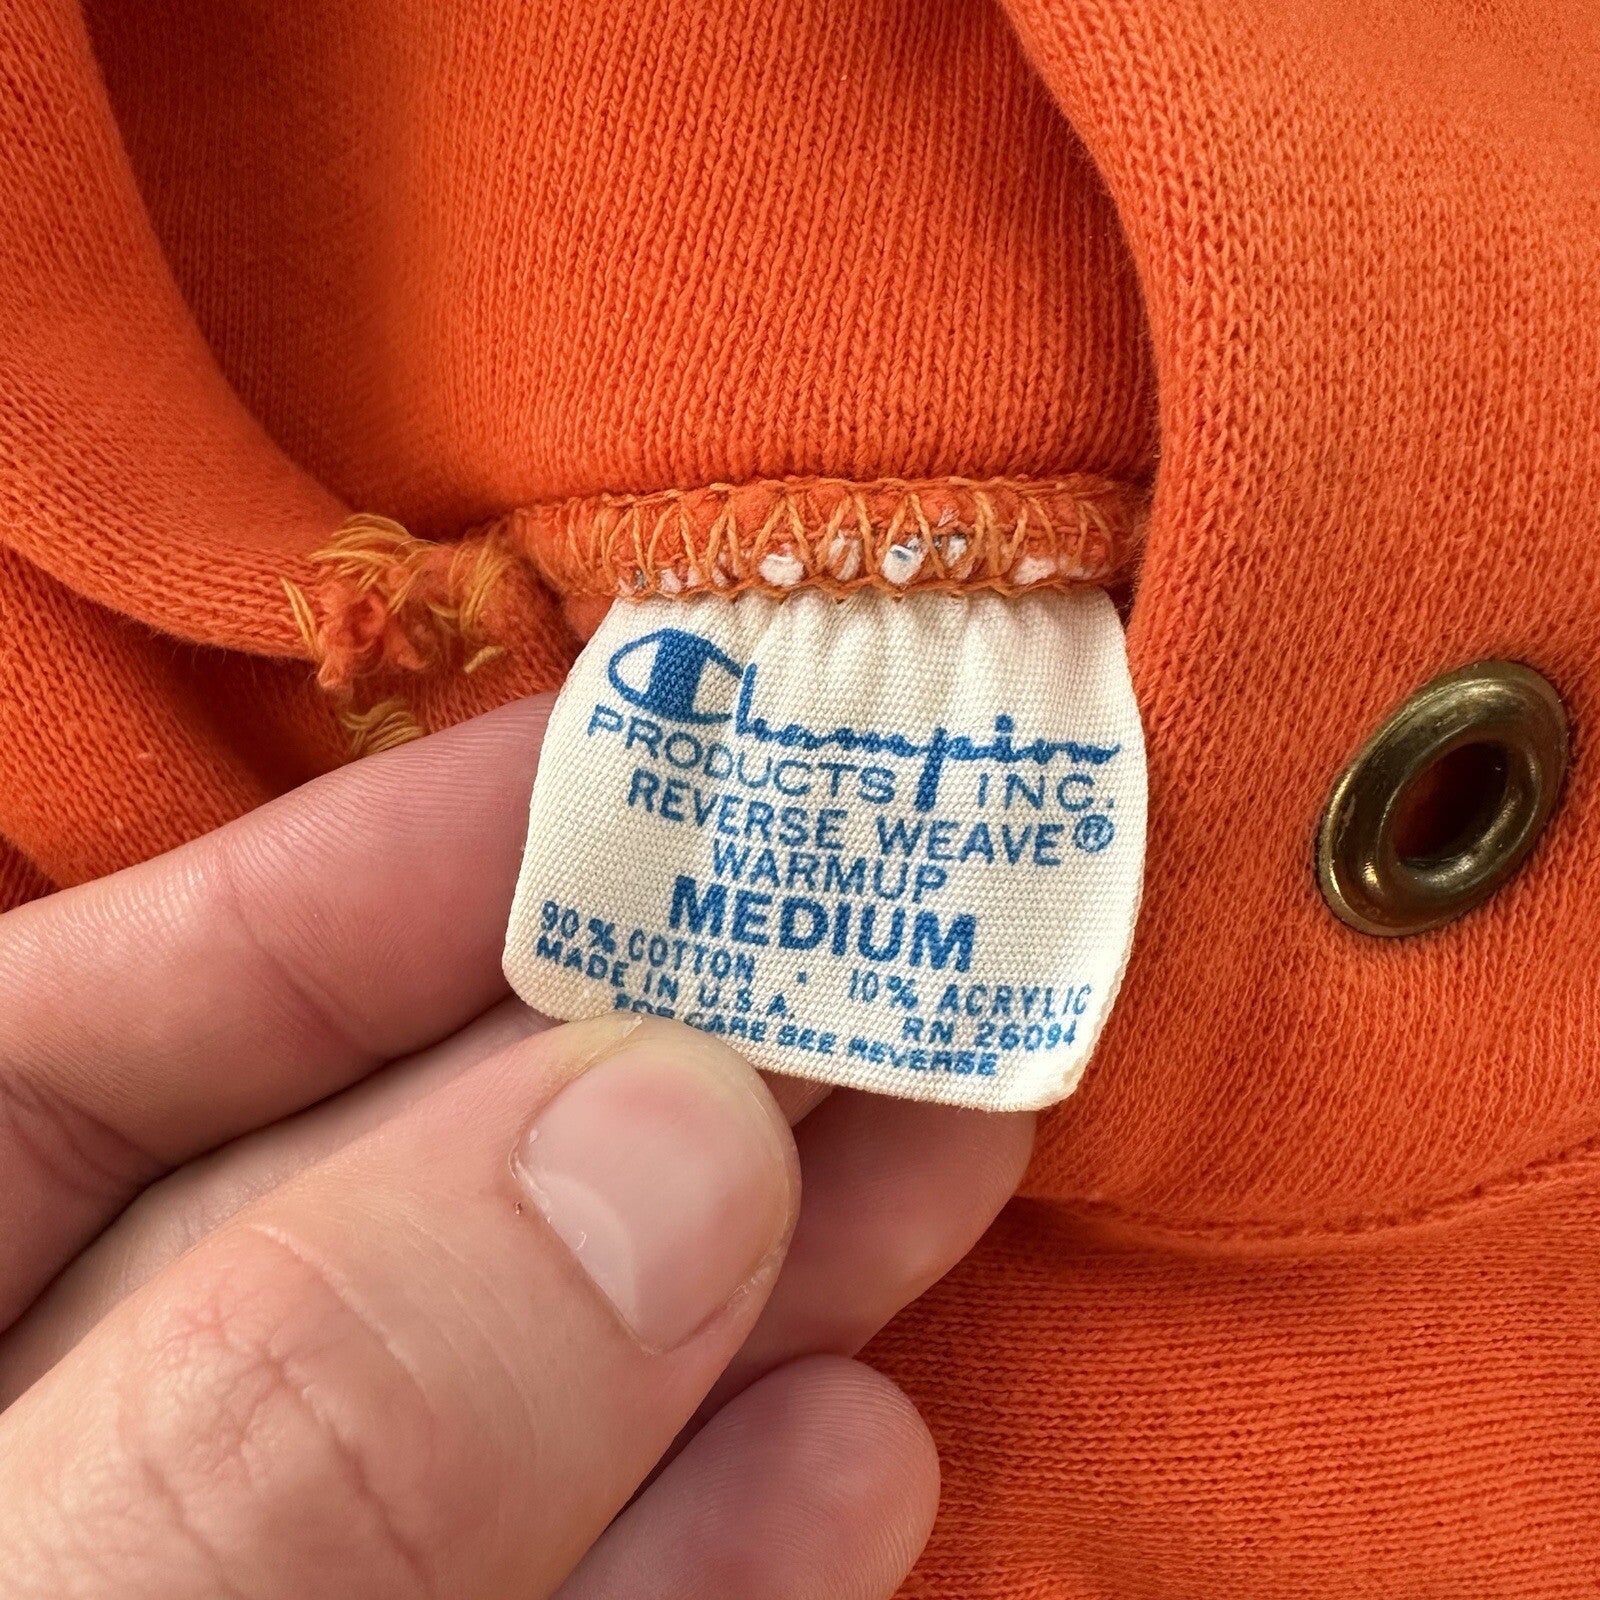 Champion
PRODUCTS INC.
REVERSE WEAVE®
WARMUP
MEDIUM
90% COTTON · 10% ACRYLIC
MADE IN U.S.A. RN 26094
FOR CARE SEE REVERSE